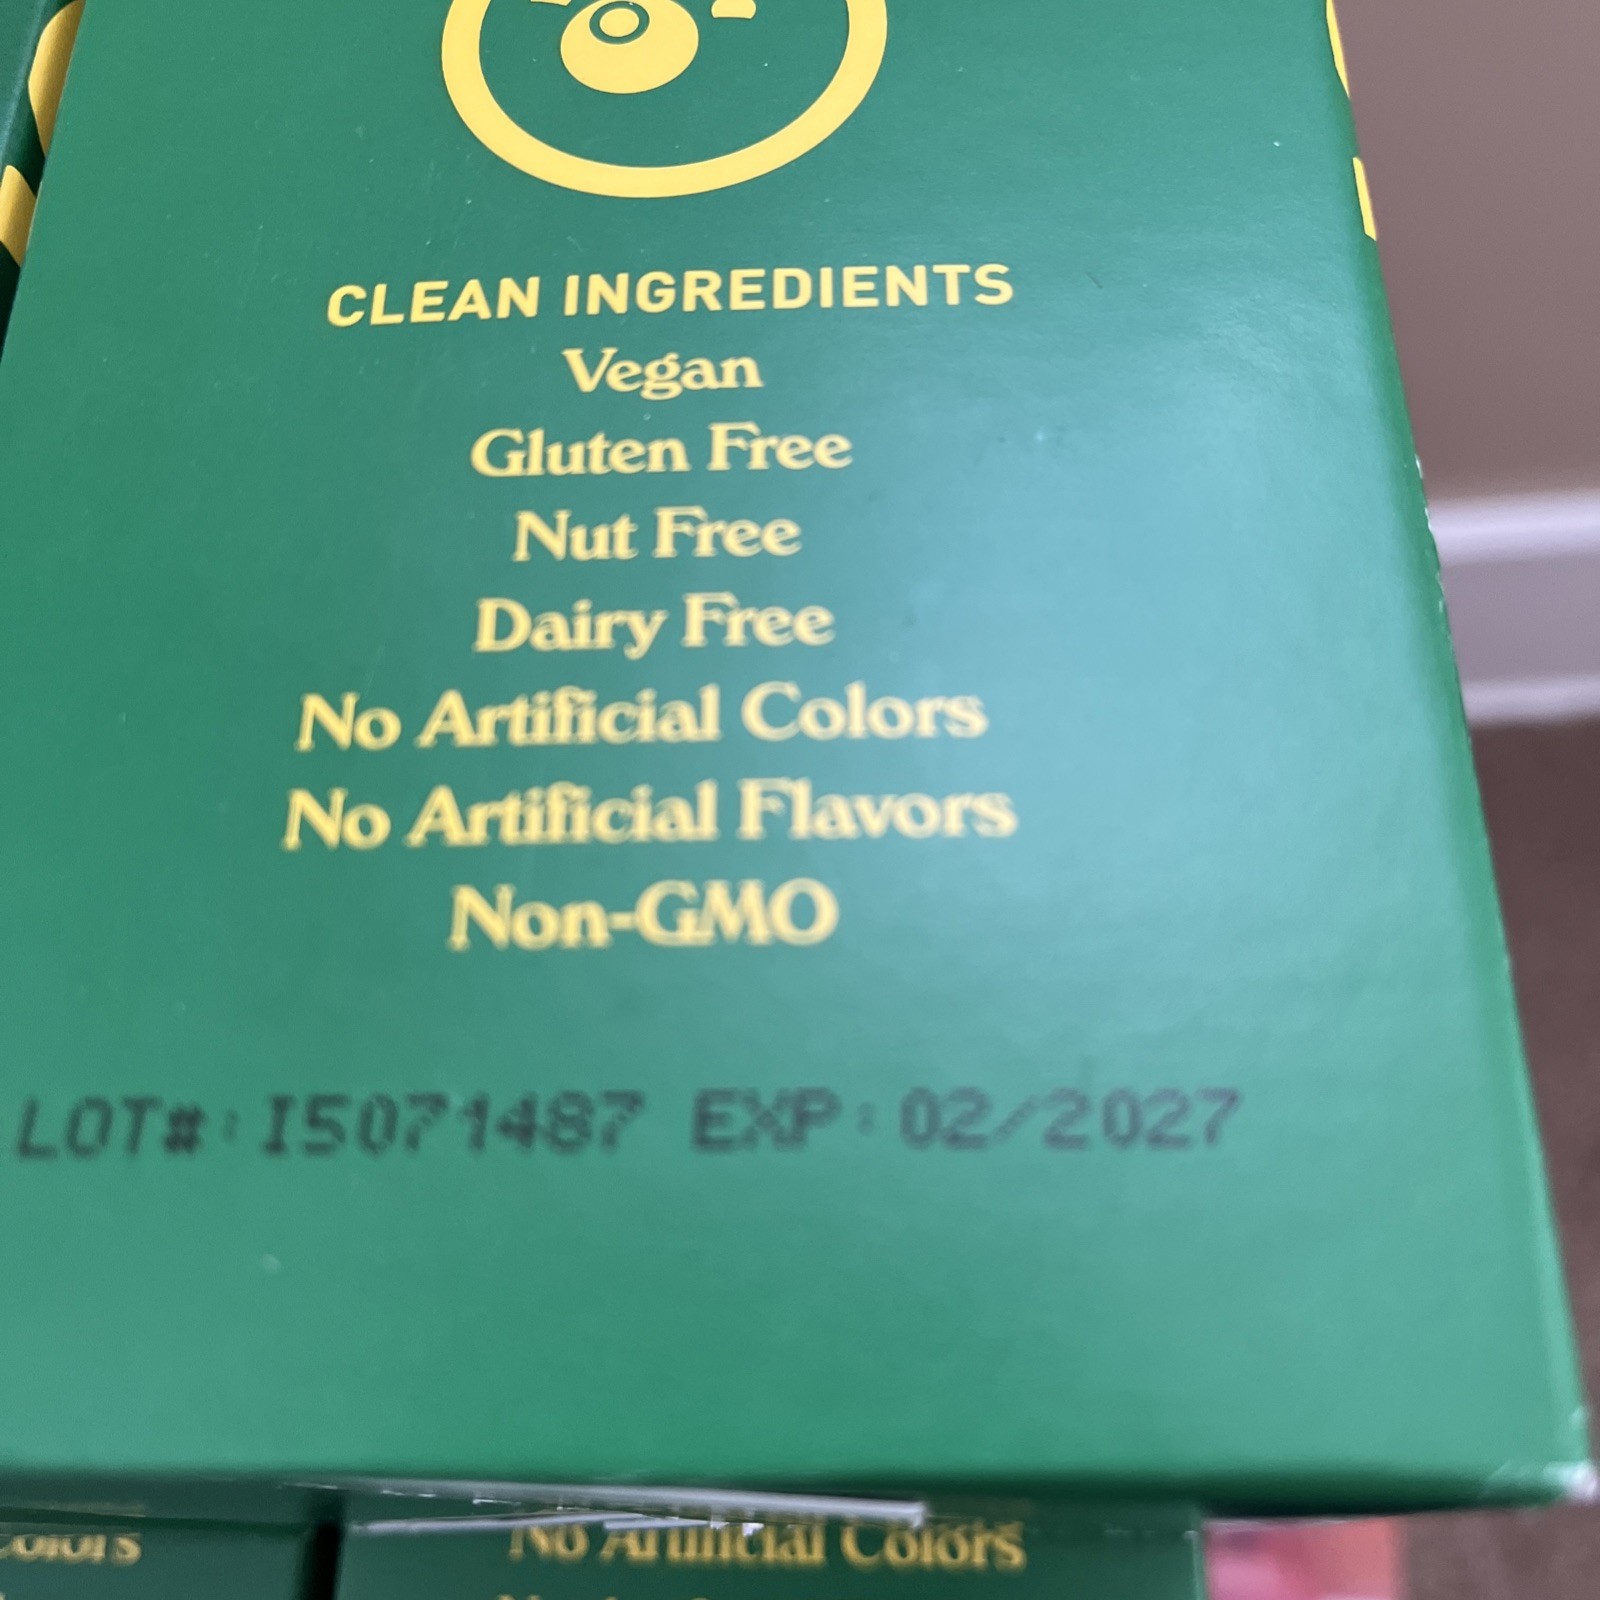 CLEAN INGREDIENTS
Vegan
Gluten Free
Nut Free
Dairy Free
No Artificial Colors
No Artificial Flavors
Non-GMO
LOT#: I5071487 EXP: 02/2027
Colors
No Artificial Colors